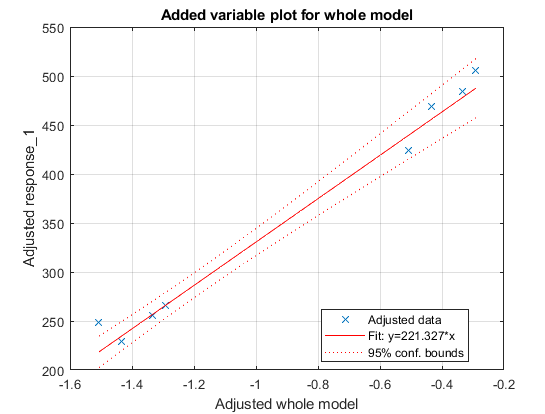 Added variable plot for whole model
550
500
450
400
350
300
250
200
Adjusted response_1
Adjusted data
Fit: y=221.327*x
95% conf. bounds
-1.6
-1.4
-1.2
-1
-0.8
-0.6
-0.4
-0.2
Adjusted whole model